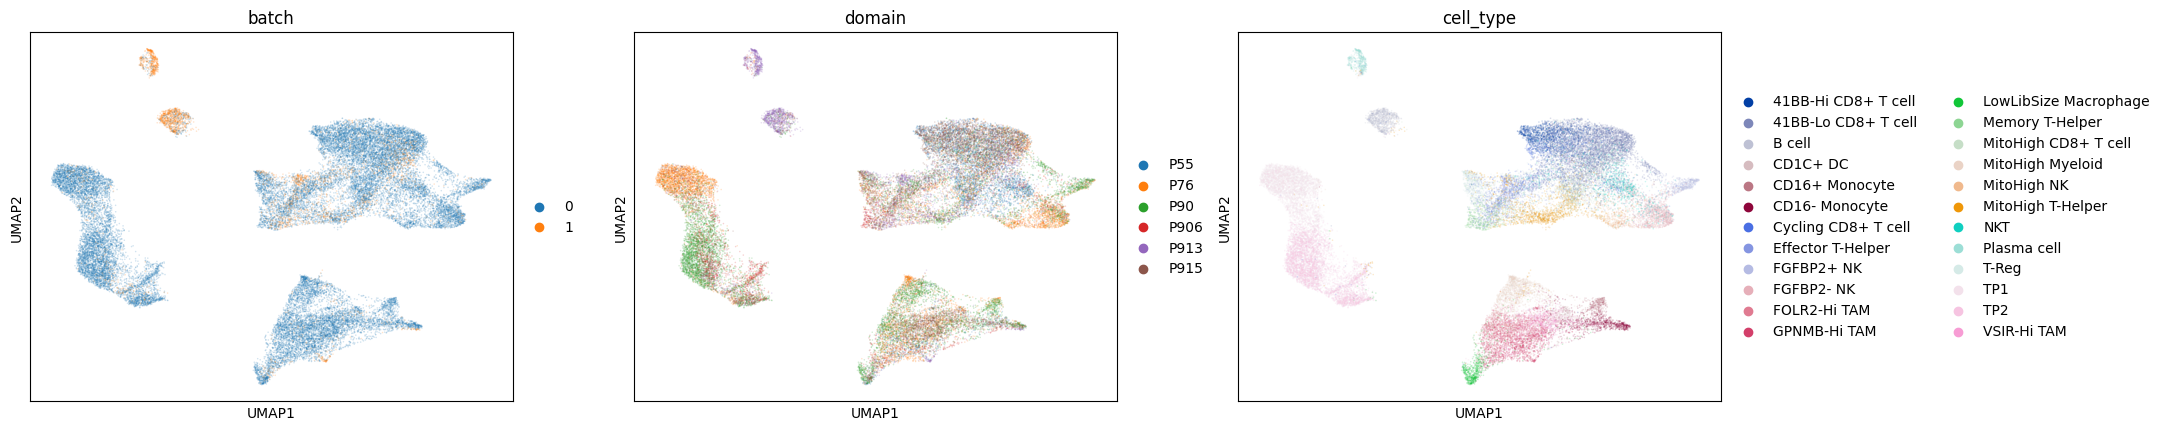 batch
UMAP2
UMAP1
0
1
domain
UMAP2
UMAP1
P55
P76
P90
P906
P913
P915
cell_type
UMAP2
UMAP1
41BB-Hi CD8+ T cell
41BB-Lo CD8+ T cell
B cell
CD1C+ DC
CD16+ Monocyte
CD16- Monocyte
Cycling CD8+ T cell
Effector T-Helper
FGFBP2+ NK
FGFBP2- NK
FOLR2-Hi TAM
GPNMB-Hi TAM
LowLibSize Macrophage
Memory T-Helper
MitoHigh CD8+ T cell
MitoHigh Myeloid
MitoHigh NK
MitoHigh T-Helper
NKT
Plasma cell
T-Reg
TP1
TP2
VSIR-Hi TAM